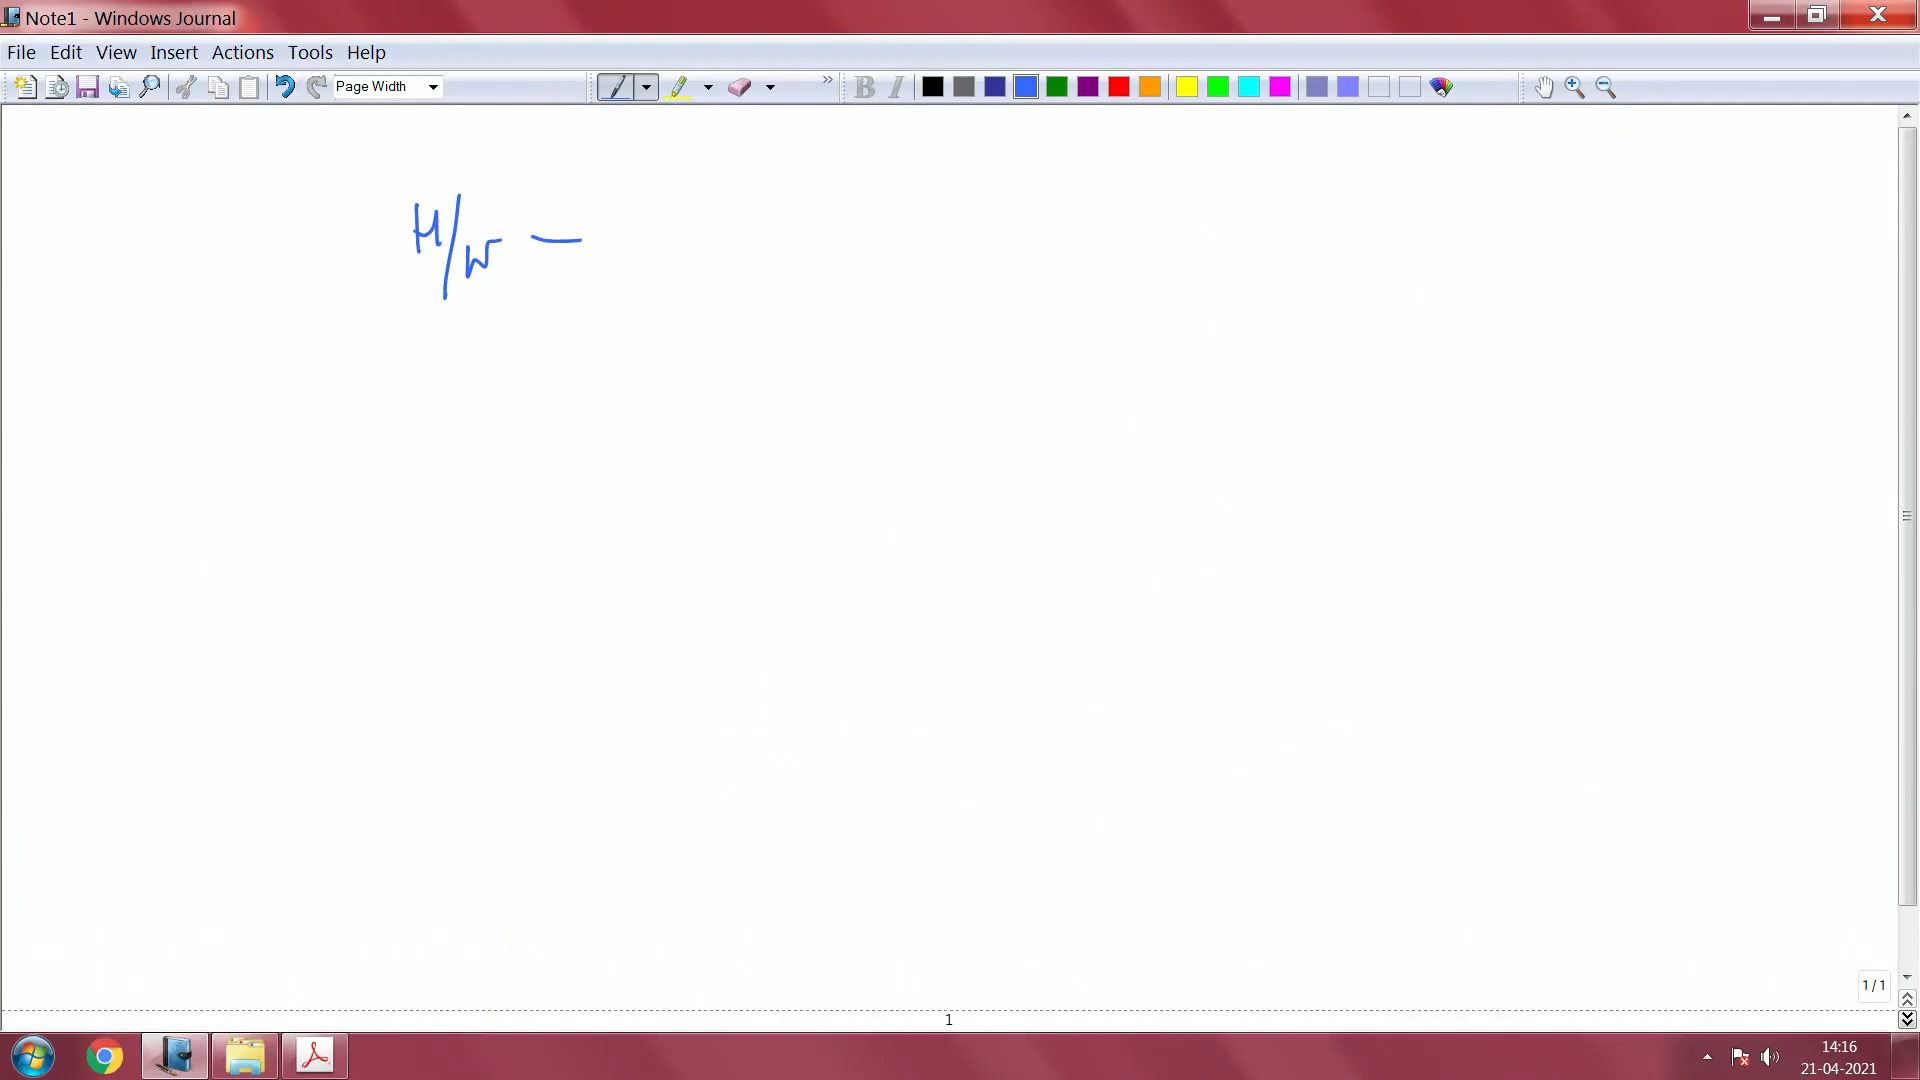 Note1 - Windows Journal
File Edit View Insert Actions Tools Help
Page Width
B I
H/W —
1 / 1
1
14:16
21-04-2021